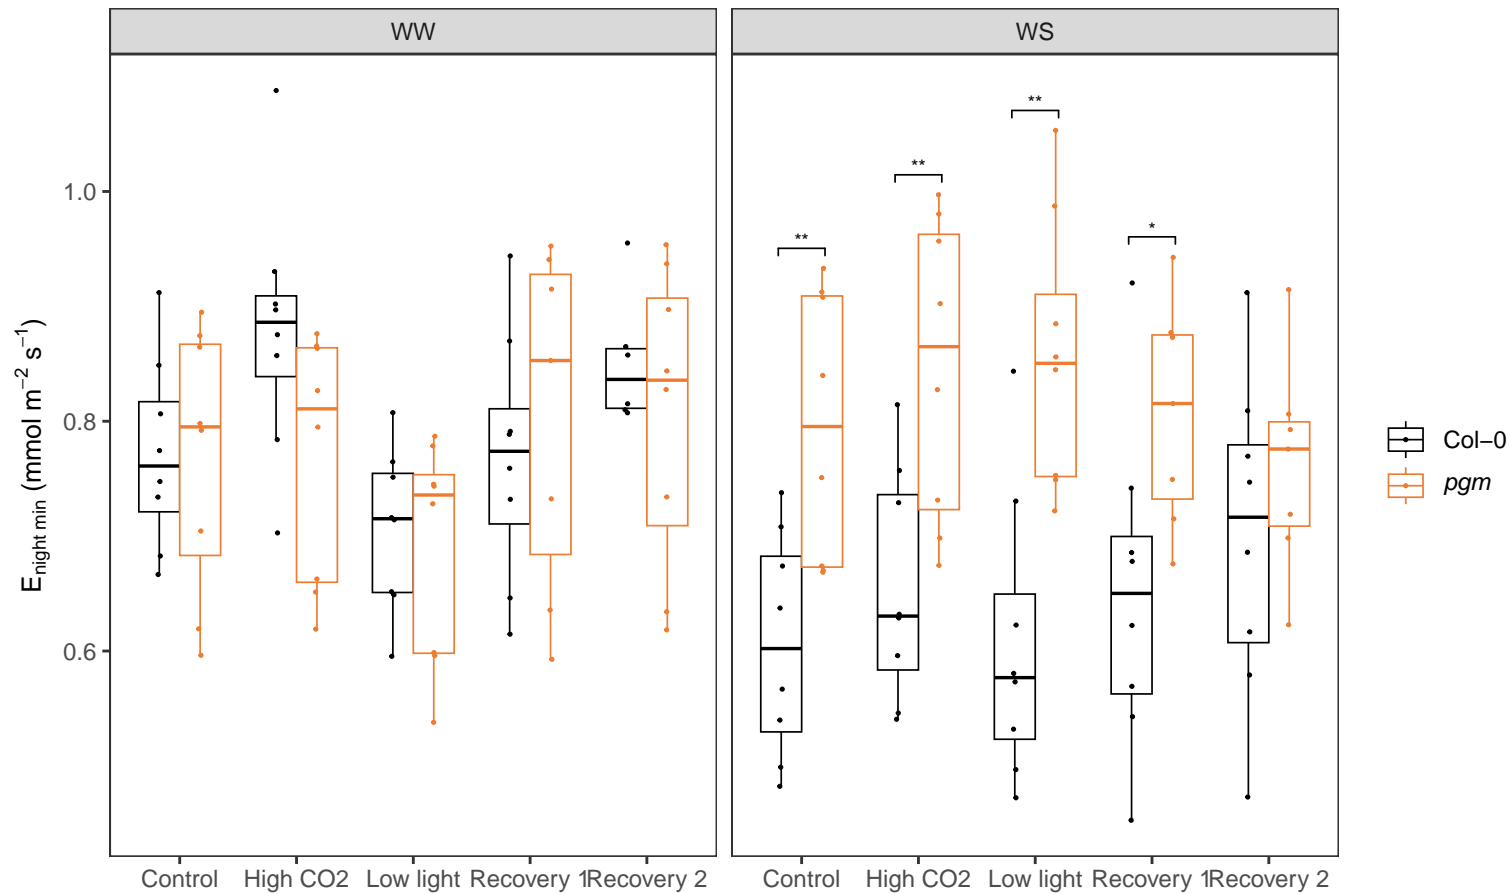 WW WS
** ** ** *
1.0
0.8
0.6
E_night min (mmol m⁻² s⁻¹)
Control High CO2 Low light Recovery 1 Recovery 2 Control High CO2 Low light Recovery 1 Recovery 2
Col−0
pgm